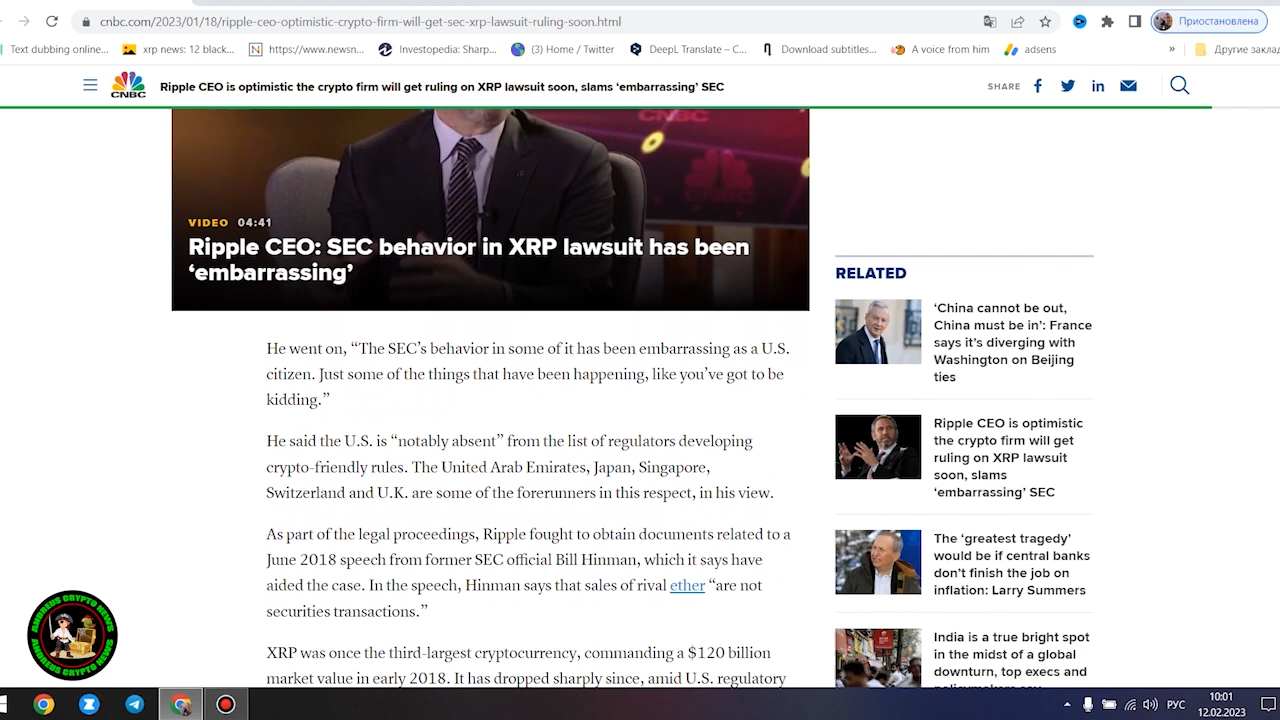 cnbc.com/2023/01/18/ripple-ceo-optimistic-crypto-firm-will-get-sec-xrp-lawsuit-ruling-soon.html
Приостановлена
Text dubbing online...
xrp news: 12 black...
https://www.newsn...
Investopedia: Sharp...
(3) Home / Twitter
DeepL Translate – C...
Download subtitles...
A voice from him
adsens
»
Другие закла
CNBC
Ripple CEO is optimistic the crypto firm will get ruling on XRP lawsuit soon, slams ‘embarrassing’ SEC
SHARE
CNBC
VIDEO 04:41
Ripple CEO: SEC behavior in XRP lawsuit has been
‘embarrassing’
He went on, “The SEC’s behavior in some of it has been embarrassing as a U.S.
citizen. Just some of the things that have been happening, like you’ve got to be
kidding.”
He said the U.S. is “notably absent” from the list of regulators developing
crypto-friendly rules. The United Arab Emirates, Japan, Singapore,
Switzerland and U.K. are some of the forerunners in this respect, in his view.
As part of the legal proceedings, Ripple fought to obtain documents related to a
June 2018 speech from former SEC official Bill Hinman, which it says have
aided the case. In the speech, Hinman says that sales of rival ether “are not
securities transactions.”
XRP was once the third-largest cryptocurrency, commanding a $120 billion
market value in early 2018. It has dropped sharply since, amid U.S. regulatory
RELATED
‘China cannot be out,
China must be in’: France
says it’s diverging with
Washington on Beijing
ties
Ripple CEO is optimistic
the crypto firm will get
ruling on XRP lawsuit
soon, slams
‘embarrassing’ SEC
The ‘greatest tragedy’
would be if central banks
don’t finish the job on
inflation: Larry Summers
India is a true bright spot
in the midst of a global
downturn, top execs and
ANDREUS CRYPTO NEWS
ANDREUS CRYPTO NEWS
РУС
10:01
12.02.2023